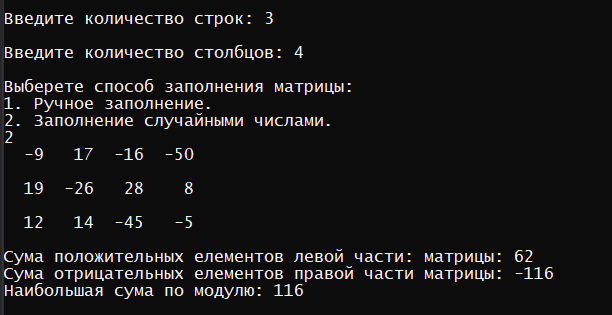 Введите количество строк: 3
Введите количество столбцов: 4
Выберете способ заполнения матрицы:
1. Ручное заполнение.
2. Заполнение случайными числами.
2
-9 17 -16 -50
19 -26 28 8
12 14 -45 -5
Сума положительных елементов левой части: матрицы: 62
Сума отрицательных елементов правой части матрицы: -116
Наибольшая сума по модулю: 116